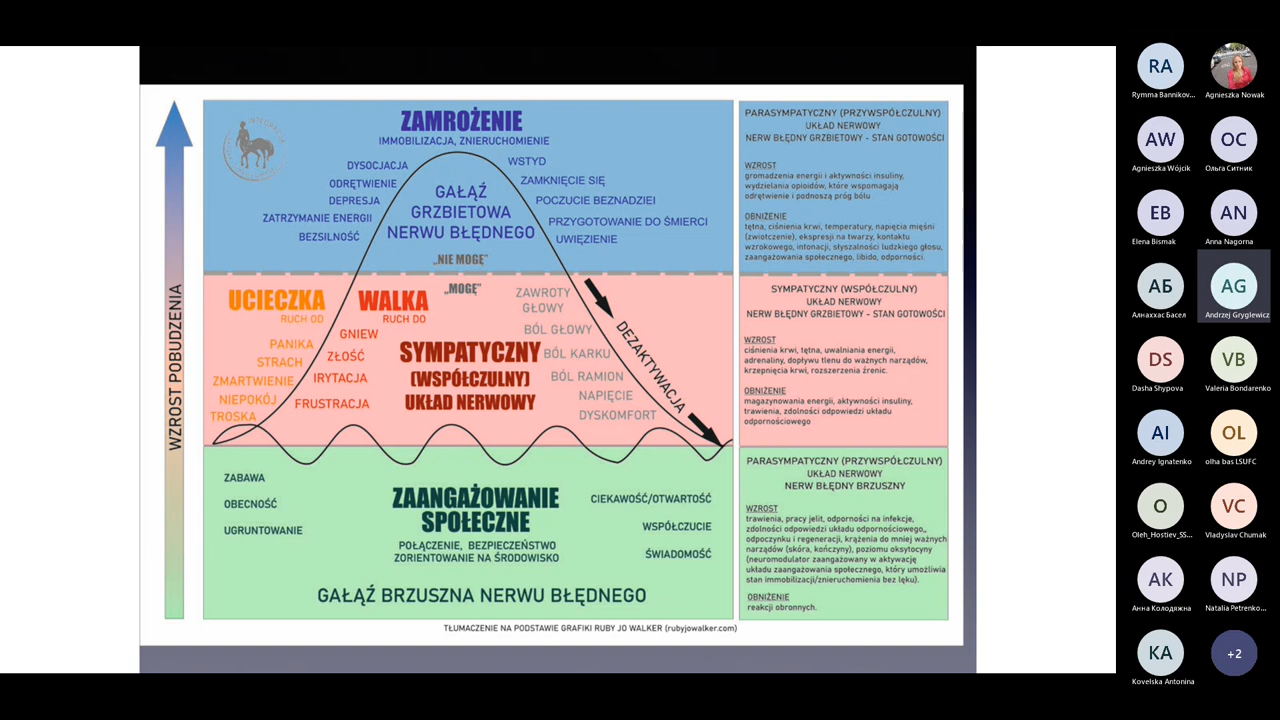 WZROST POBUDZENIA
ZAMROŻENIE
IMMOBILIZACJA, ZNIERUCHOMIENIE
DYSOCJACJA
ODRĘTWIENIE
DEPRESJA
ZATRZYMANIE ENERGII
BEZSILNOŚĆ
GAŁĄŹ
GRZBIETOWA
NERWU BŁĘDNEGO
„NIE MOGĘ"
WSTYD
ZAMKNIĘCIE SIĘ
POCZUCIE BEZNADZIEI
PRZYGOTOWANIE DO ŚMIERCI
UWIĘZIENIE
PARASYMPATYCZNY (PRZYWSPÓŁCZULNY)
UKŁAD NERWOWY
NERW BŁĘDNY GRZBIETOWY - STAN GOTOWOŚCI
WZROST
gromadzenia energii i aktywności insuliny,
wydzielania opioidów, które wspomagają
odrętwienie i podnoszą próg bólu
OBNIŻENIE
tętna, ciśnienia krwi, temperatury, napięcia mięśni
(zwiotczenie), ekspresji na twarzy, kontaktu
wzrokowego, intonacji, słyszalności ludzkiego głosu,
zaangażowania społecznego, libido, odporności.
„MOGĘ"
UCIECZKA
RUCH OD
PANIKA
STRACH
ZMARTWIENIE
NIEPOKÓJ
TROSKA
WALKA
RUCH DO
GNIEW
ZŁOŚĆ
IRYTACJA
FRUSTRACJA
SYMPATYCZNY
(WSPÓŁCZULNY)
UKŁAD NERWOWY
ZAWROTY
GŁOWY
BÓL GŁOWY
BÓL KARKU
BÓL RAMION
NAPIĘCIE
DYSKOMFORT
DEZAKTYWACJA
SYMPATYCZNY (WSPÓŁCZULNY)
UKŁAD NERWOWY
NERW BŁĘDNY GRZBIETOWY - STAN GOTOWOŚCI
WZROST
ciśnienia krwi, tętna, uwalniania energii,
adrenaliny, dopływu tlenu do ważnych narządów,
krzepnięcia krwi, rozszerzenia źrenic.
OBNIŻENIE
magazynowania energii, aktywności insuliny,
trawienia, zdolności odpowiedzi układu
odpornościowego
ZABAWA
OBECNOŚĆ
UGRUNTOWANIE
ZAANGAŻOWANIE
SPOŁECZNE
POŁĄCZENIE, BEZPIECZEŃSTWO
ZORIENTOWANIE NA ŚRODOWISKO
CIEKAWOŚĆ/OTWARTOŚĆ
WSPÓŁCZUCIE
ŚWIADOMOŚĆ
GAŁĄŹ BRZUSZNA NERWU BŁĘDNEGO
PARASYMPATYCZNY (PRZYWSPÓŁCZULNY)
UKŁAD NERWOWY
NERW BŁĘDNY BRZUSZNY
WZROST
trawienia, pracy jelit, odporności na infekcje,
zdolności odpowiedzi układu odpornościowego,,
odpoczynku i regeneracji, krążenia do mniej ważnych
narządów (skóra, kończyny), poziomu oksytocyny
(neuromodulator zaangażowany w aktywację
układu zaangażowania społecznego, który umożliwia
stan immobilizacji/znieruchomienia bez lęku).
OBNIŻENIE
reakcji obronnych.
TŁUMACZENIE NA PODSTAWIE GRAFIKI RUBY JO WALKER (rubyjowalker.com)
RA
Rymma Bannikov...
Agnieszka Nowak
AW
Agnieszka Wójcik
ОС
Ольга Ситник
EB
Elena Bismak
AN
Anna Nagorna
АБ
Алнаххас Басел
AG
Andrzej Gryglewicz
DS
Dasha Shypova
VB
Valeria Bondarenko
AI
Andrey Ignatenko
OL
olha bas LSUFC
O
Oleh_Hostiev_SS...
VC
Vladyslav Chumak
АК
Анна Колодяжна
NP
Natalia Petrenko...
KA
Kovelska Antonina
+2